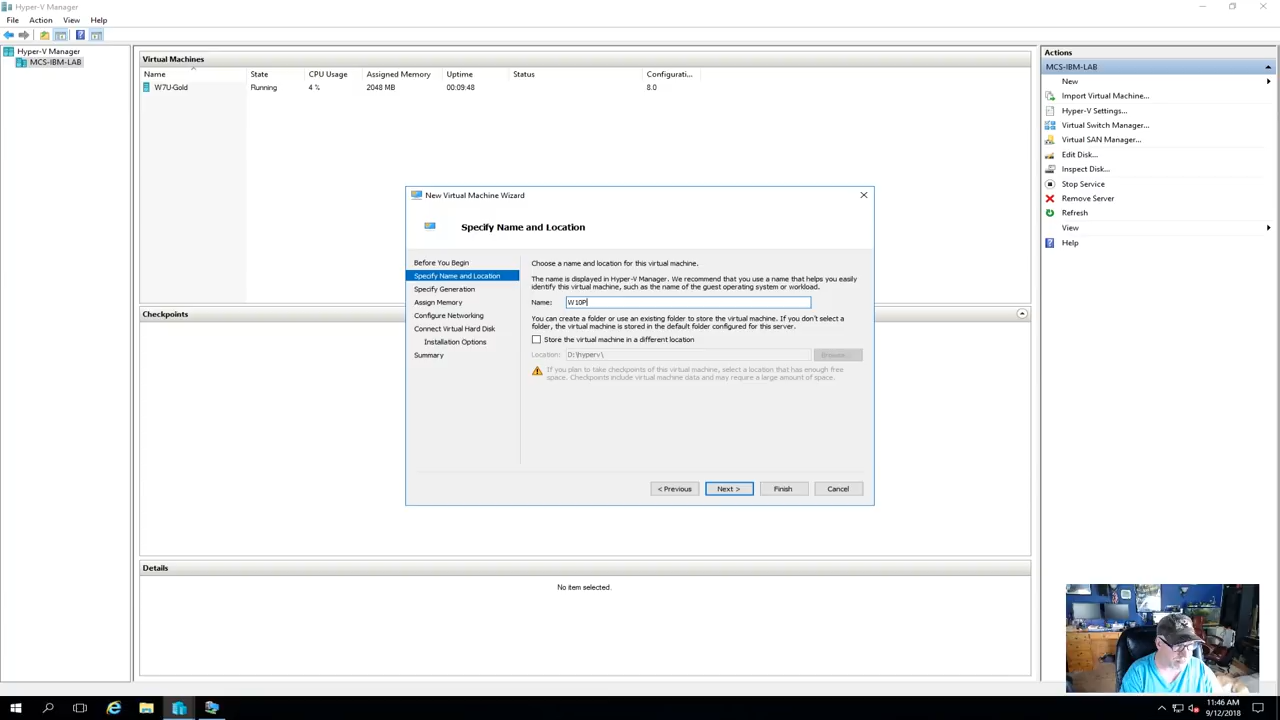 Hyper-V Manager
File Action View Help
Hyper-V Manager
MCS-IBM-LAB
Virtual Machines
Name State CPU Usage Assigned Memory Uptime Status Configurati...
W7U-Gold Running 4 % 2048 MB 00:09:48 8.0
New Virtual Machine Wizard
Specify Name and Location
Before You Begin
Specify Name and Location
Specify Generation
Assign Memory
Configure Networking
Connect Virtual Hard Disk
Installation Options
Summary
Choose a name and location for this virtual machine.
The name is displayed in Hyper-V Manager. We recommend that you use a name that helps you easily
identify this virtual machine, such as the name of the guest operating system or workload.
Name: W10P
You can create a folder or use an existing folder to store the virtual machine. If you don't select a
folder, the virtual machine is stored in the default folder configured for this server.
Store the virtual machine in a different location
Location: D:\hyperv\ Browse...
If you plan to take checkpoints of this virtual machine, select a location that has enough free
space. Checkpoints include virtual machine data and may require a large amount of space.
< Previous Next > Finish Cancel
Checkpoints
Details
No item selected.
Actions
MCS-IBM-LAB
New
Import Virtual Machine...
Hyper-V Settings...
Virtual Switch Manager...
Virtual SAN Manager...
Edit Disk...
Inspect Disk...
Stop Service
Remove Server
Refresh
View
Help
11:46 AM
9/12/2018